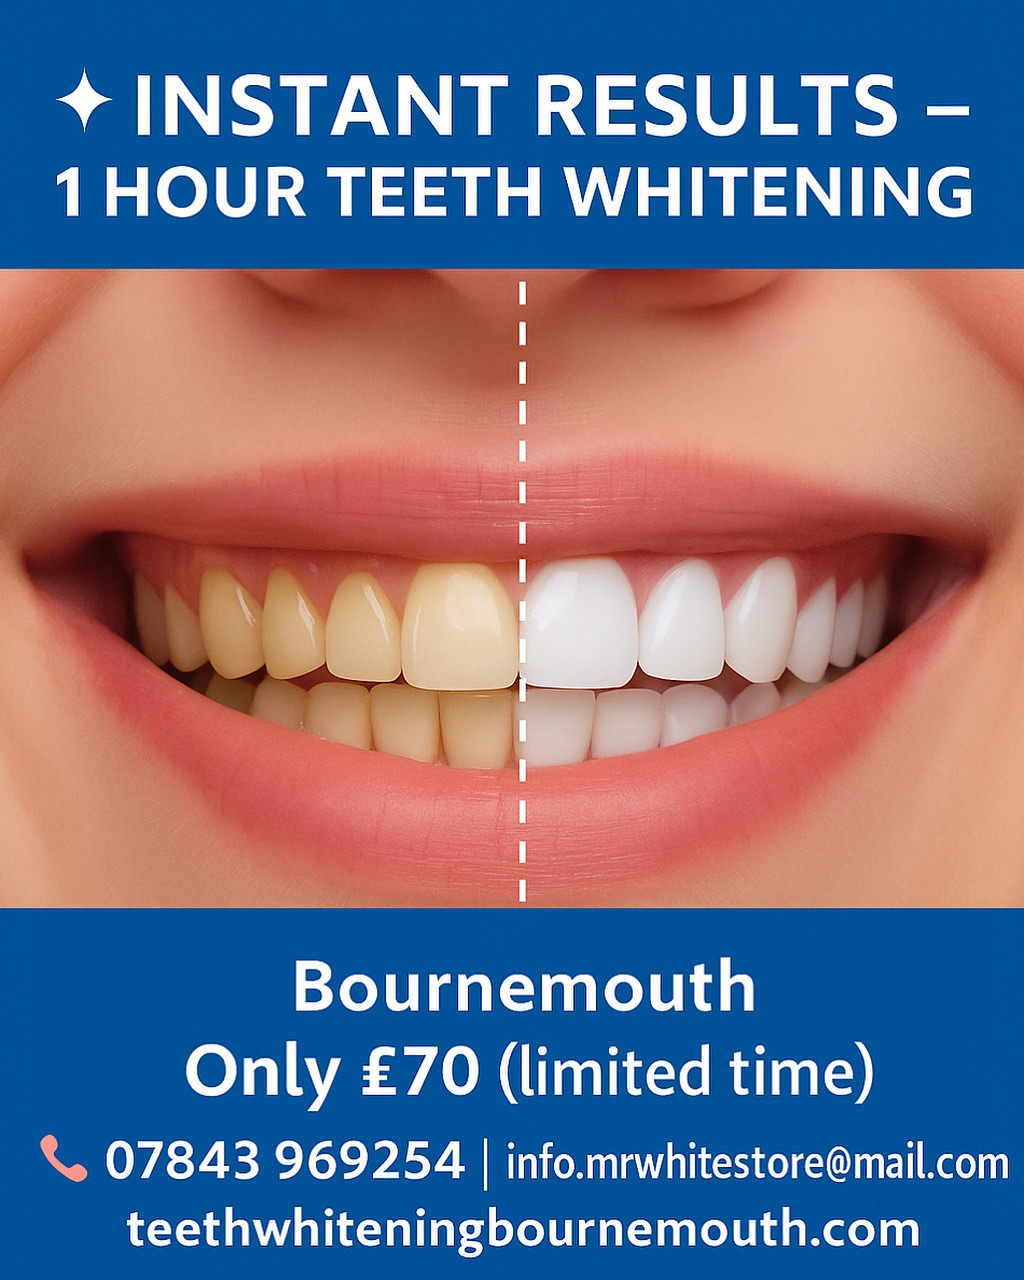 INSTANT RESULTS –
1 HOUR TEETH WHITENING
Bournemouth
Only £70 (limited time)
07843 969254 | info.mrwhitestore@mail.com
teethwhiteningbournemouth.com